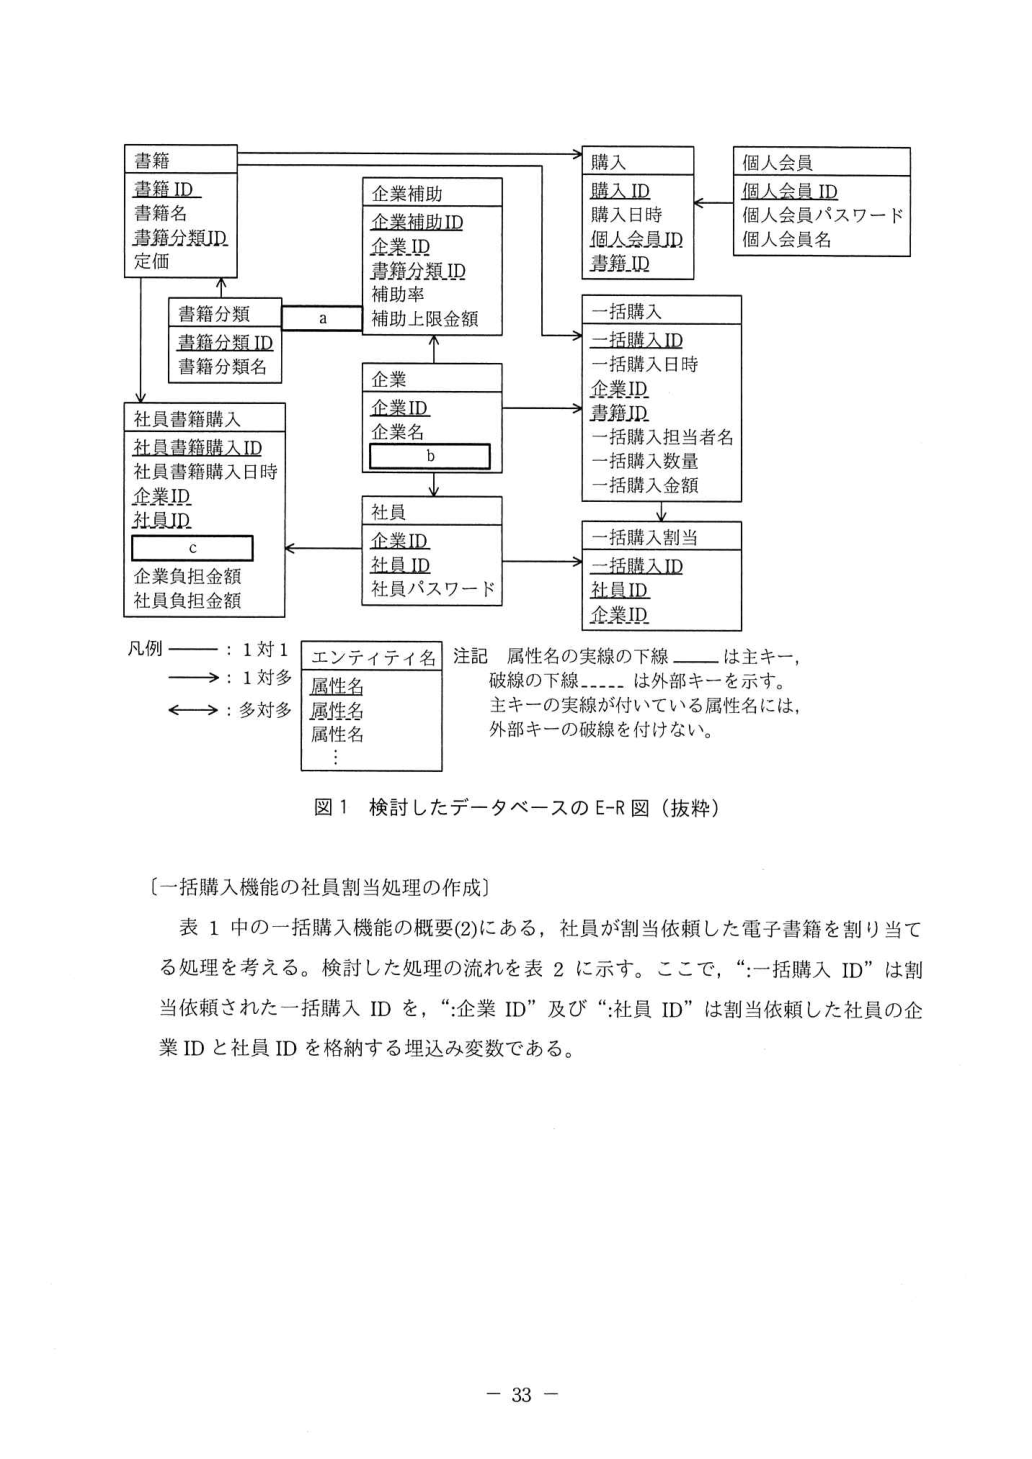 書籍
書籍 ID
書籍名
書籍分類ID
定価
企業補助
企業補助ID
企業 ID
書籍分類 ID
補助率
補助上限金額
購入
購入 ID
購入日時
個人会員ID
書籍 ID
個人会員
個人会員 ID
個人会員パスワード
個人会員名
書籍分類
書籍分類 ID
書籍分類名
a
一括購入
一括購入ID
一括購入日時
企業ID
書籍ID
一括購入担当者名
一括購入数量
一括購入金額
企業
企業ID
企業名
b
社員書籍購入
社員書籍購入ID
社員書籍購入日時
企業ID
社員ID
c
企業負担金額
社員負担金額
社員
企業ID
社員 ID
社員パスワード
一括購入割当
一括購入ID
社員ID
企業ID
凡例 ――― : 1 対 1
――→ : 1 対多
←―→ : 多対多
エンティティ名
属性名
属性名
属性名
⋮
注記 属性名の実線の下線 ___ は主キー,
破線の下線_____ は外部キーを示す。
主キーの実線が付いている属性名には,
外部キーの破線を付けない。
図 1 検討したデータベースの E-R 図(抜粋)
〔一括購入機能の社員割当処理の作成〕
表 1 中の一括購入機能の概要(2)にある,社員が割当依頼した電子書籍を割り当て
る処理を考える。検討した処理の流れを表 2 に示す。ここで,“:一括購入 ID” は割
当依頼された一括購入 ID を,“:企業 ID” 及び “:社員 ID” は割当依頼した社員の企
業 ID と社員 ID を格納する埋込み変数である。
― 33 ―